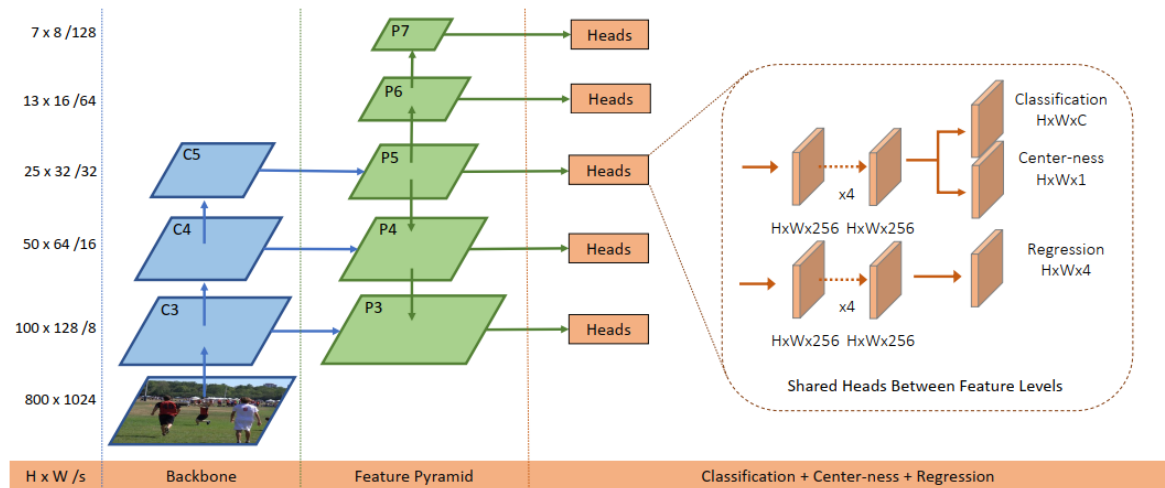 7 x 8 /128
P7
Heads
13 x 16 /64
P6
Heads
25 x 32 /32
C5
P5
Heads
50 x 64 /16
C4
P4
Heads
100 x 128 /8
C3
P3
Heads
800 x 1024
Classification
HxWxC
Center-ness
HxWx1
x4
HxWx256 HxWx256
Regression
HxWx4
x4
HxWx256 HxWx256
Shared Heads Between Feature Levels
H x W /s
Backbone
Feature Pyramid
Classification + Center-ness + Regression